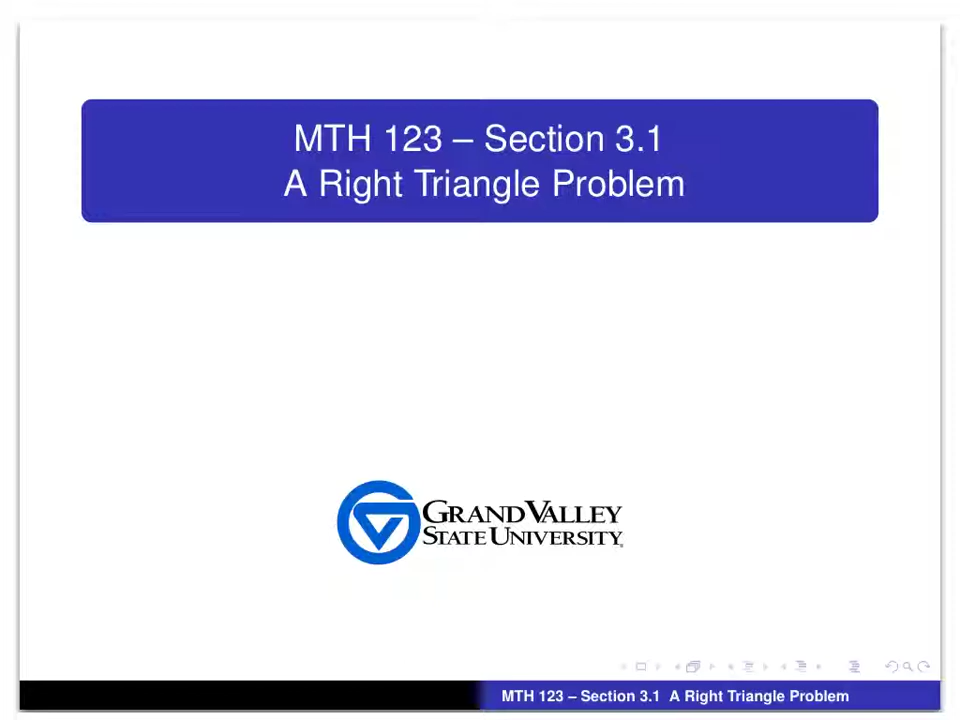 MTH 123 – Section 3.1
A Right Triangle Problem
GRAND VALLEY
STATE UNIVERSITY
MTH 123 – Section 3.1 A Right Triangle Problem